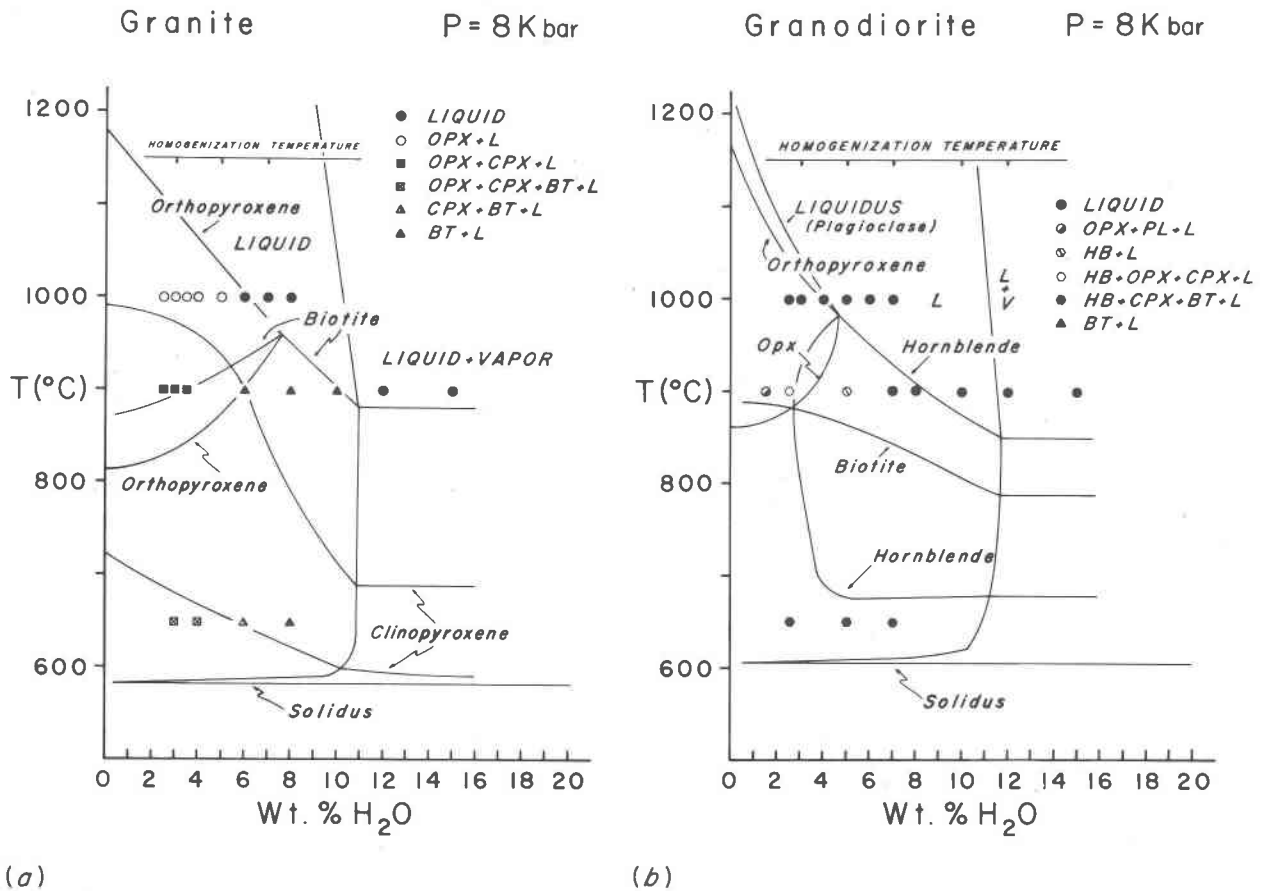 Granite P = 8 K bar
1200
1000
T(°C)
800
600
HOMOGENIZATION TEMPERATURE
LIQUID
OPX+L
OPX+CPX+L
OPX+CPX+BT+L
CPX+BT+L
BT+L
Orthopyroxene
LIQUID
Biotite
LIQUID+VAPOR
Orthopyroxene
Clinopyroxene
Solidus
0 2 4 6 8 10 12 14 16 18 20
Wt. % H₂O
(a)
Granodiorite P = 8 K bar
1200
1000
T(°C)
800
600
HOMOGENIZATION TEMPERATURE
LIQUIDUS
(Plagioclase)
LIQUID
OPX+PL+L
HB+L
HB+OPX+CPX+L
HB+CPX+BT+L
BT+L
Orthopyroxene
L
L+V
Opx
Hornblende
Biotite
Hornblende
Solidus
0 2 4 6 8 10 12 14 16 18 20
Wt. % H₂O
(b)